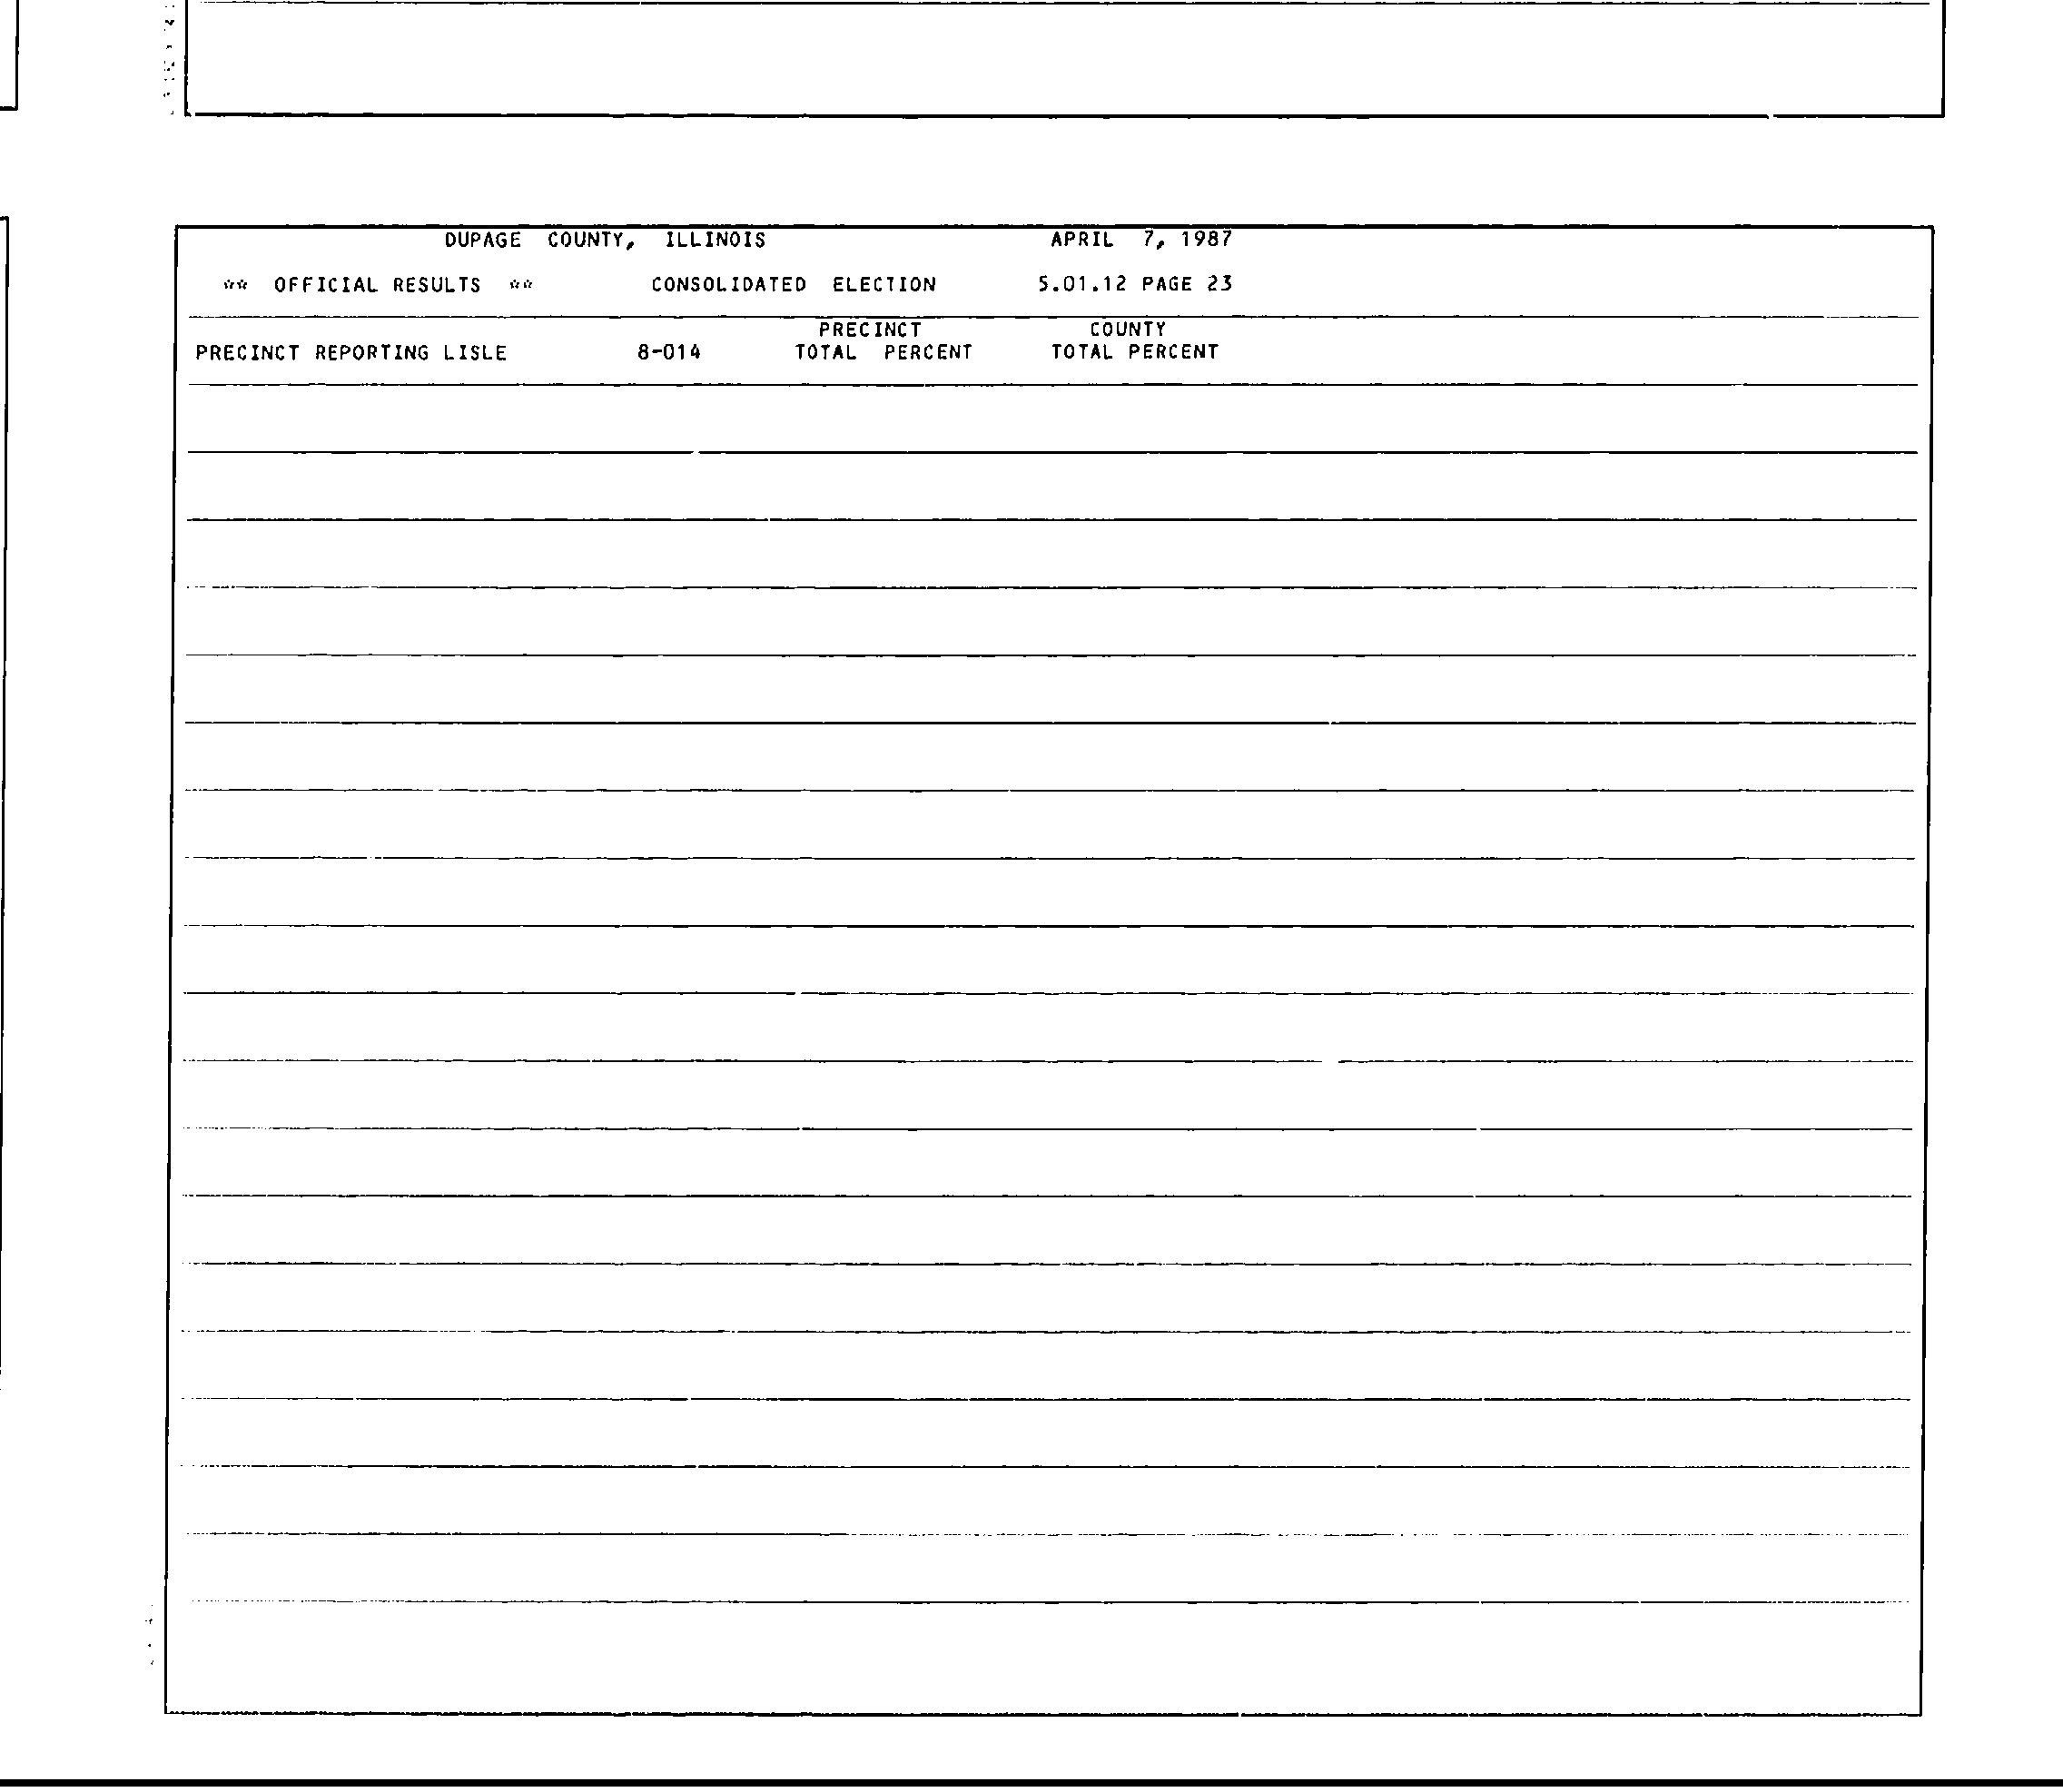 DUPAGE COUNTY, ILLINOIS APRIL 7, 1987
** OFFICIAL RESULTS ** CONSOLIDATED ELECTION 5.01.12 PAGE 23
PRECINCT COUNTY
PRECINCT REPORTING LISLE 8-014 TOTAL PERCENT TOTAL PERCENT